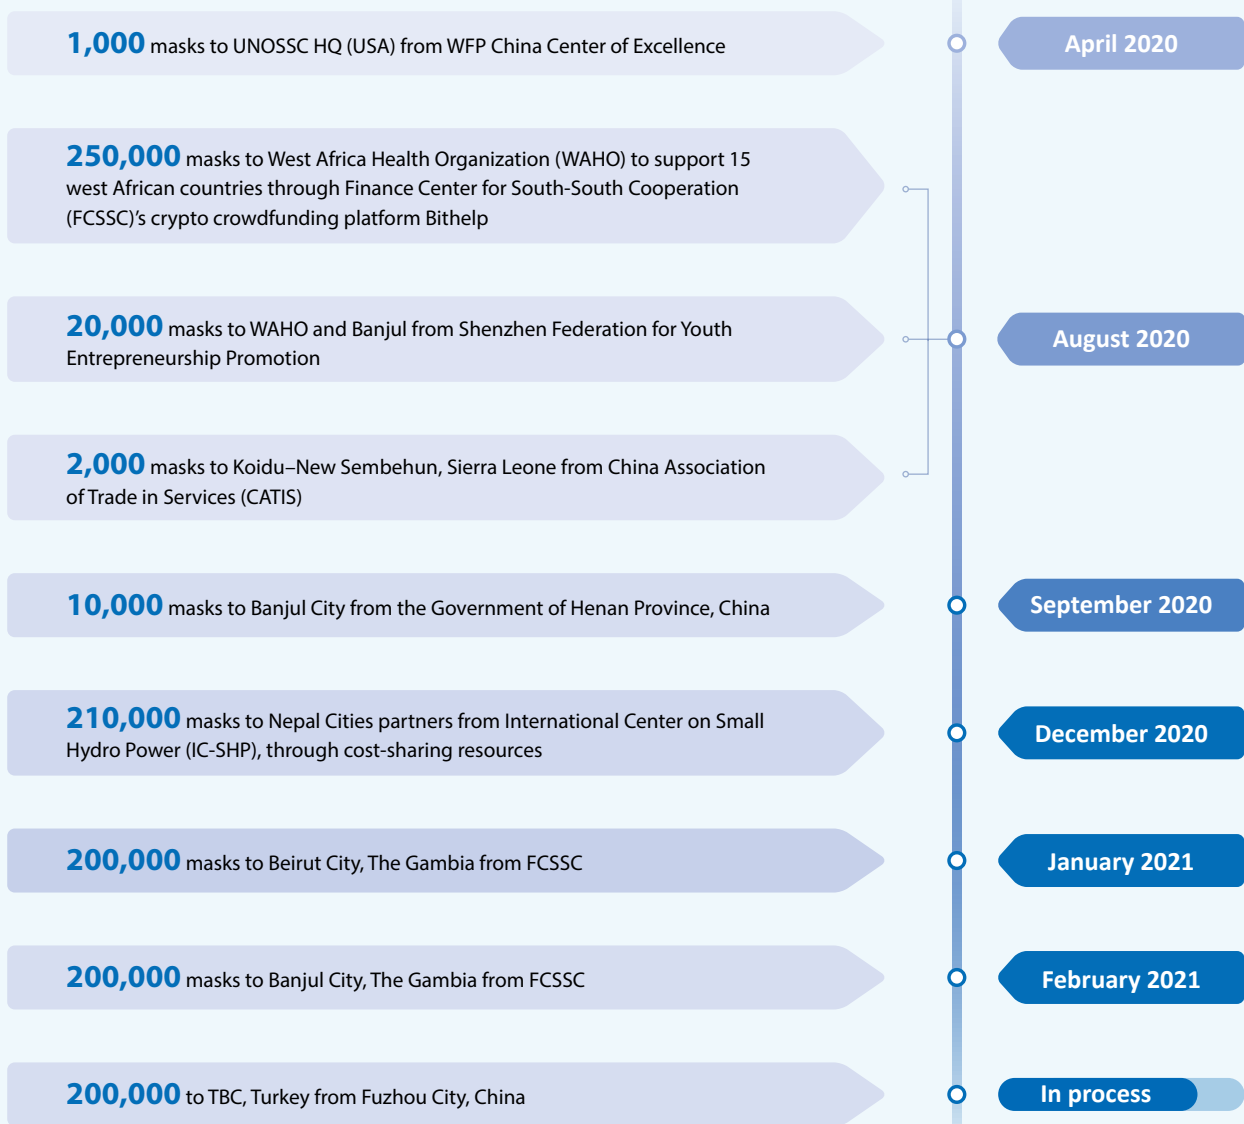 1,000 masks to UNOSSC HQ (USA) from WFP China Center of Excellence
April 2020
250,000 masks to West Africa Health Organization (WAHO) to support 15
west African countries through Finance Center for South-South Cooperation
(FCSSC)'s crypto crowdfunding platform Bithelp
20,000 masks to WAHO and Banjul from Shenzhen Federation for Youth
Entrepreneurship Promotion
August 2020
2,000 masks to Koidu–New Sembehun, Sierra Leone from China Association
of Trade in Services (CATIS)
10,000 masks to Banjul City from the Government of Henan Province, China
September 2020
210,000 masks to Nepal Cities partners from International Center on Small
Hydro Power (IC-SHP), through cost-sharing resources
December 2020
200,000 masks to Beirut City, The Gambia from FCSSC
January 2021
200,000 masks to Banjul City, The Gambia from FCSSC
February 2021
200,000 to TBC, Turkey from Fuzhou City, China
In process